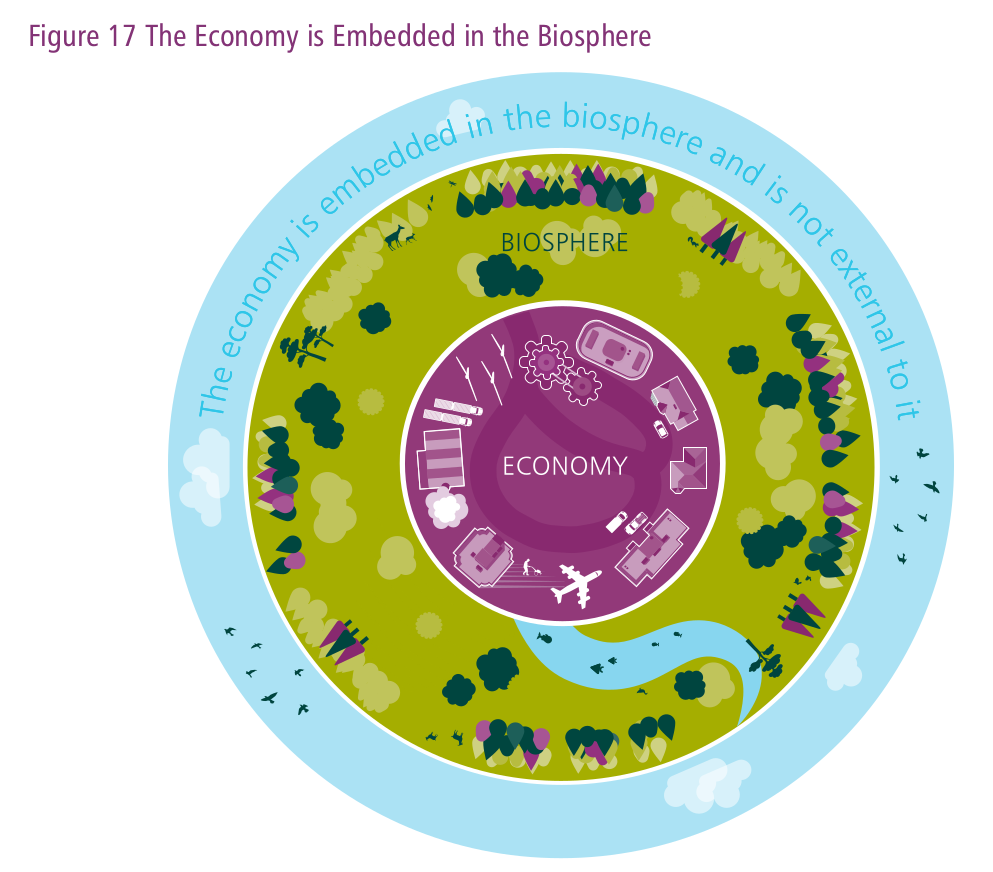 Figure 17 The Economy is Embedded in the Biosphere
The economy is embedded in the biosphere and is not external to it
BIOSPHERE
ECONOMY